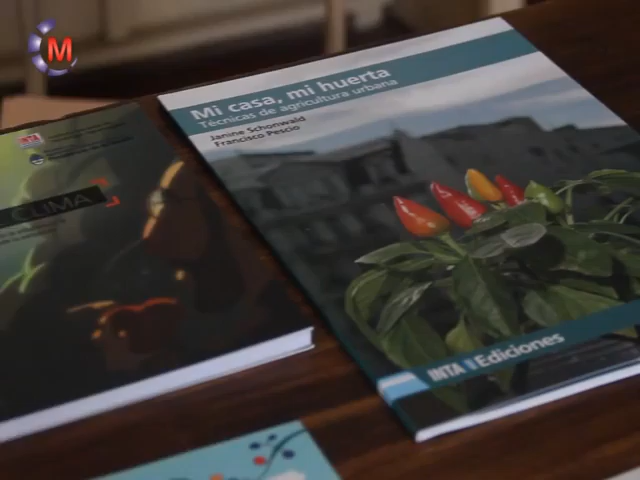 M
Mi casa, mi huerta
Técnicas de agricultura urbana
Janine Schonwald
Francisco Pescio
CLIMA
INTA Ediciones